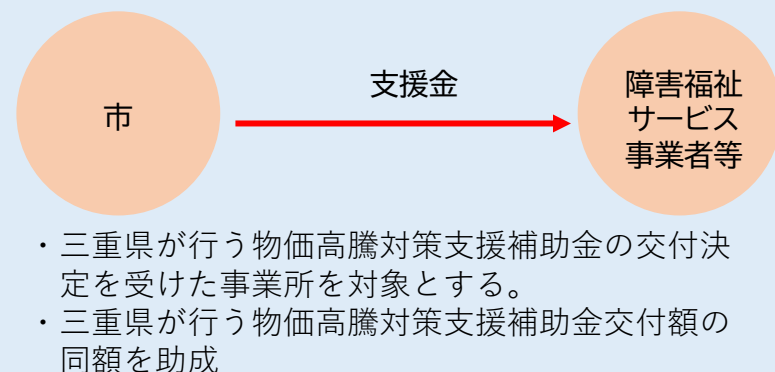 支援金
市
障害福祉
サービス
事業者等
・三重県が行う物価高騰対策支援補助金の交付決
定を受けた事業所を対象とする。
・三重県が行う物価高騰対策支援補助金交付額の
同額を助成